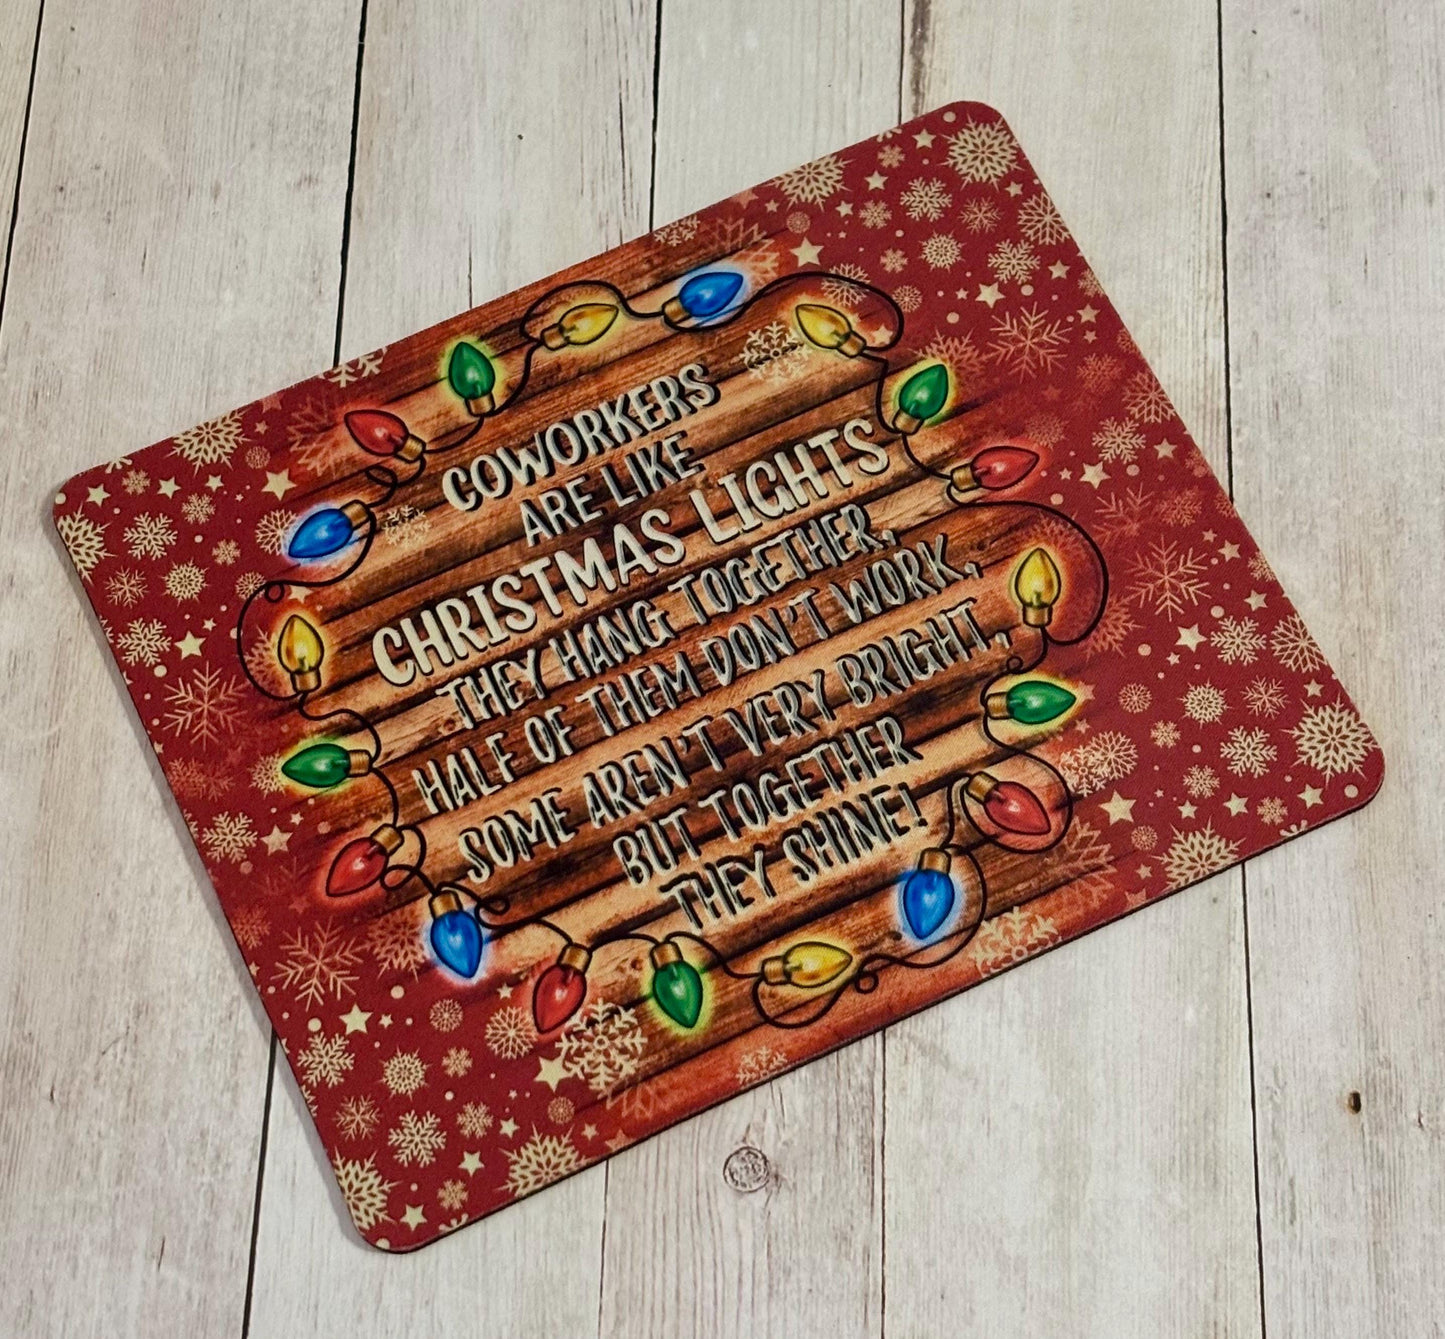 COWORKERS
ARE LIKE
CHRISTMAS LIGHTS
THEY HANG TOGETHER,
HALF OF THEM DON'T WORK,
SOME AREN'T VERY BRIGHT,
BUT TOGETHER
THEY SHINE!